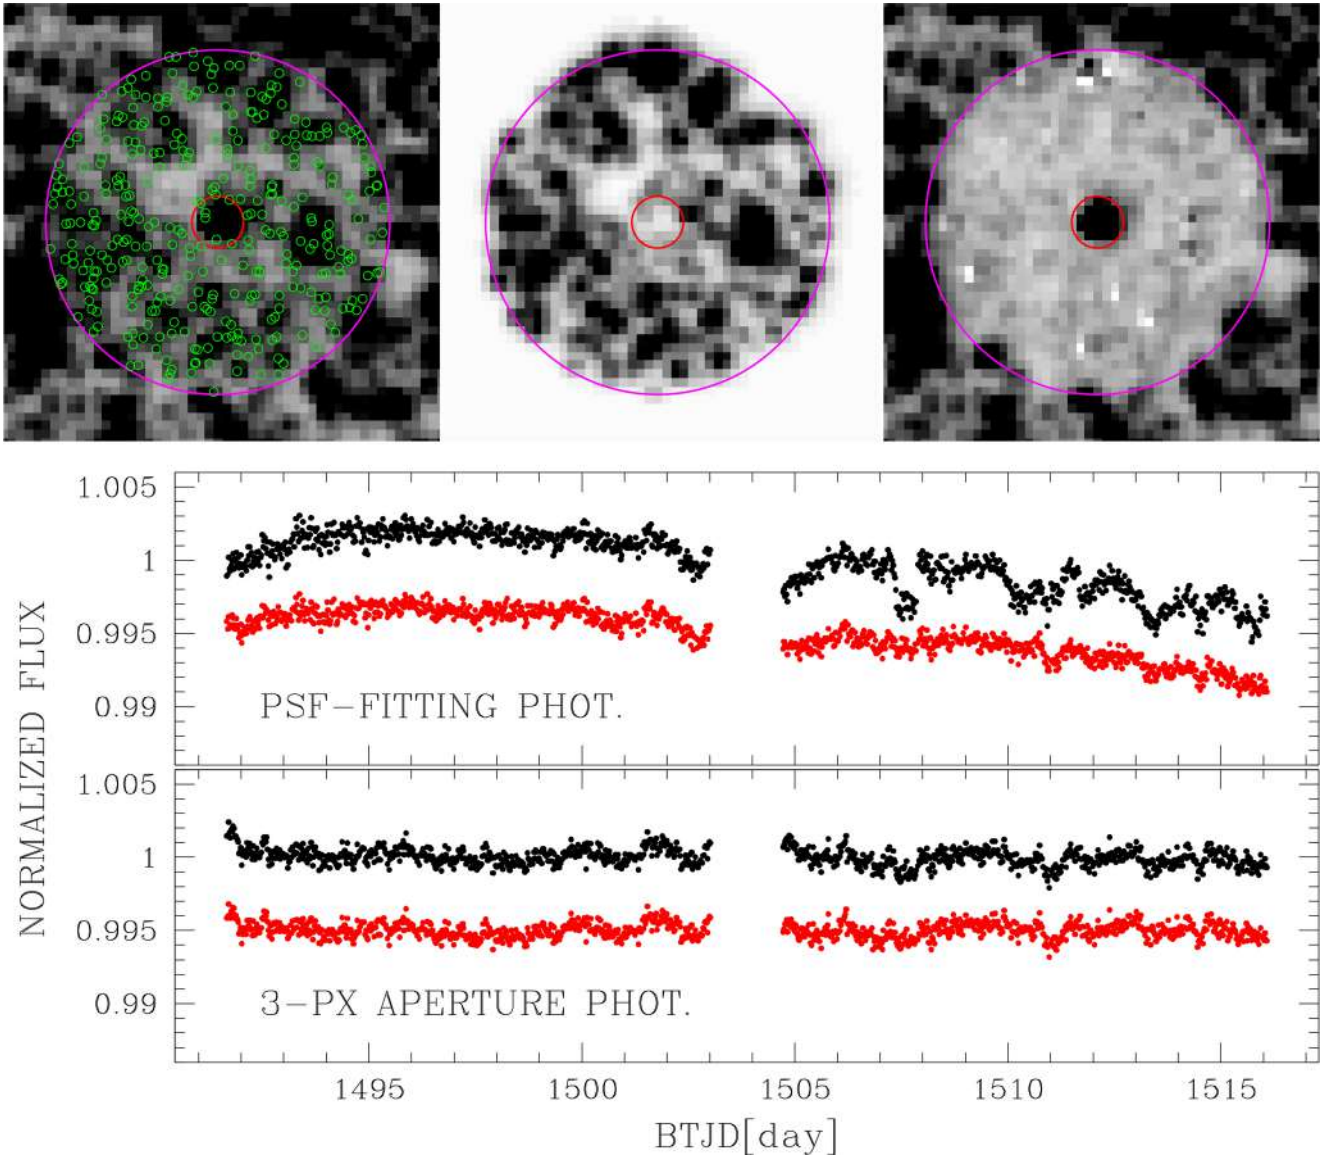 NORMALIZED FLUX
1.005
1
0.995
0.99
PSF-FITTING PHOT.
1.005
1
0.995
0.99
3-PX APERTURE PHOT.
1495 1500 1505 1510 1515
BTJD[day]